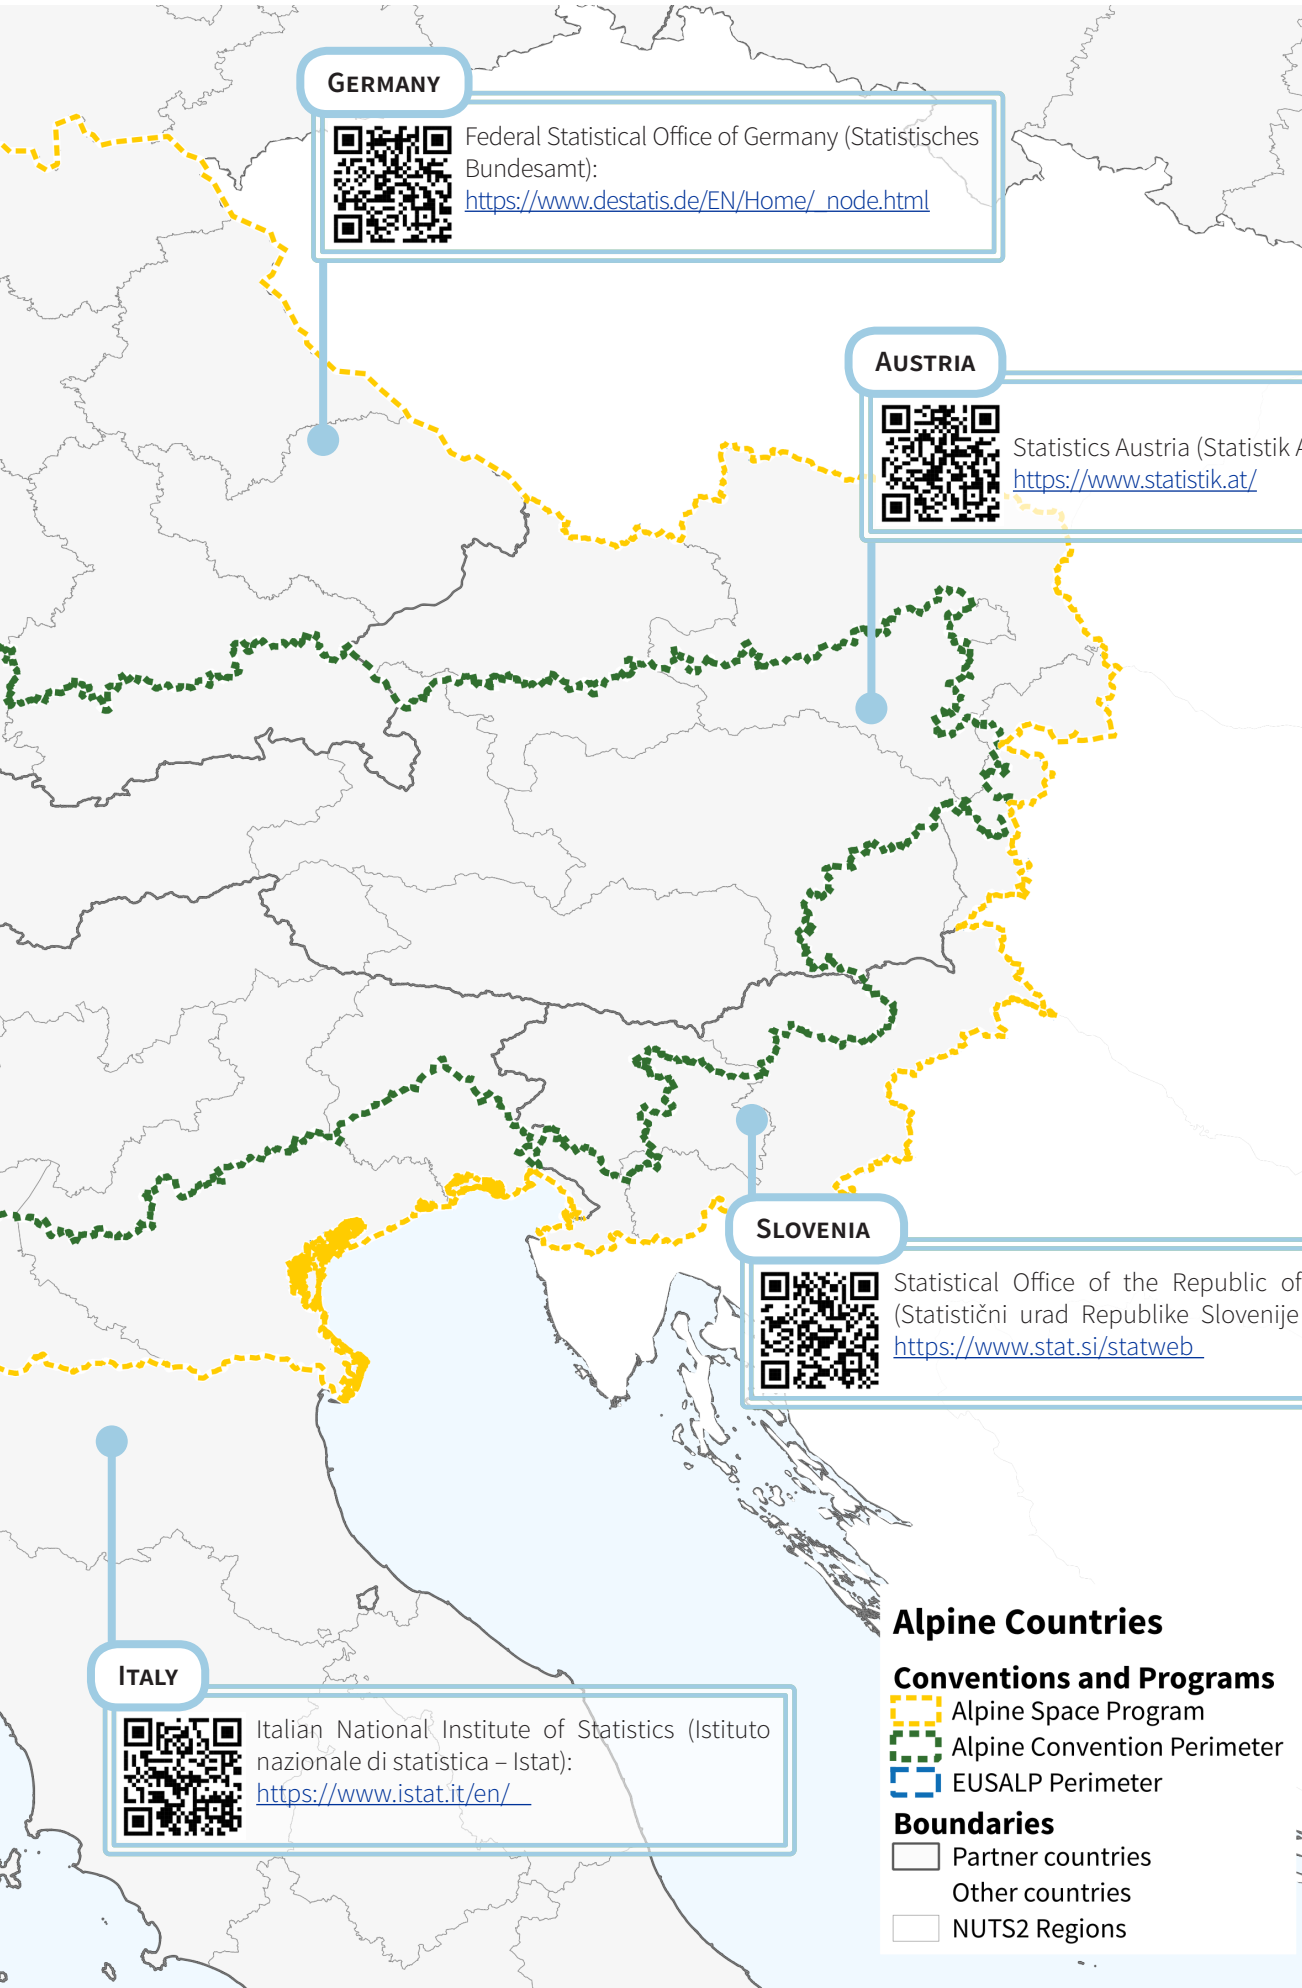 GERMANY
Federal Statistical Office of Germany (Statistisches
Bundesamt):
https://www.destatis.de/EN/Home/_node.html
AUSTRIA
Statistics Austria (Statistik A
https://www.statistik.at/
SLOVENIA
Statistical Office of the Republic of
(Statistični urad Republike Slovenije
https://www.stat.si/statweb
ITALY
Italian National Institute of Statistics (Istituto
nazionale di statistica – Istat):
https://www.istat.it/en/
Alpine Countries
Conventions and Programs
Alpine Space Program
Alpine Convention Perimeter
EUSALP Perimeter
Boundaries
Partner countries
Other countries
NUTS2 Regions